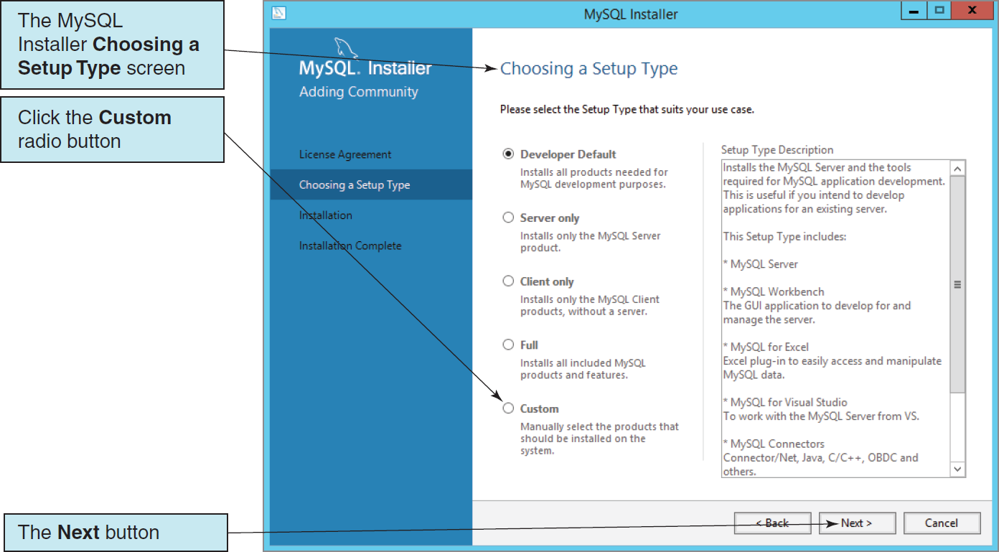 The MySQL
Installer Choosing a
Setup Type screen
Click the Custom
radio button
The Next button
MySQL Installer
MySQL. Installer
Adding Community
License Agreement
Choosing a Setup Type
Installation
Installation Complete
Choosing a Setup Type
Please select the Setup Type that suits your use case.
Developer Default
Installs all products needed for
MySQL development purposes.
Server only
Installs only the MySQL Server
product.
Client only
Installs only the MySQL Client
products, without a server.
Full
Installs all included MySQL
products and features.
Custom
Manually select the products that
should be installed on the
system.
Setup Type Description
Installs the MySQL Server and the tools
required for MySQL application development.
This is useful if you intend to develop
applications for an existing server.
This Setup Type includes:
* MySQL Server
* MySQL Workbench
The GUI application to develop for and
manage the server.
* MySQL for Excel
Excel plug-in to easily access and manipulate
MySQL data.
* MySQL for Visual Studio
To work with the MySQL Server from VS.
* MySQL Connectors
Connector/Net, Java, C/C++, OBDC and
others.
< Back
Next >
Cancel